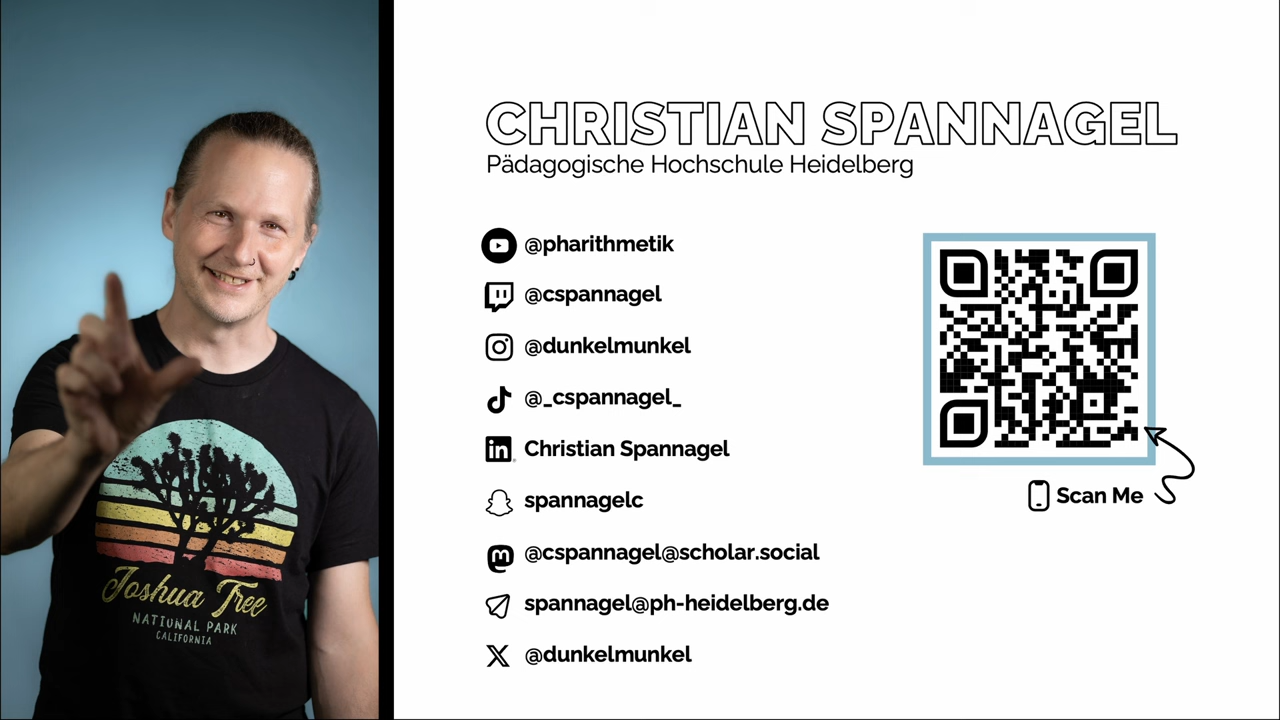 CHRISTIAN SPANNAGEL
Pädagogische Hochschule Heidelberg
@pharithmetik
@cspannagel
@dunkelmunkel
@_cspannagel_
in Christian Spannagel
spannagelc
@cspannagel@scholar.social
spannagel@ph-heidelberg.de
@dunkelmunkel
Scan Me
Joshua Tree
NATIONAL PARK
CALIFORNIA